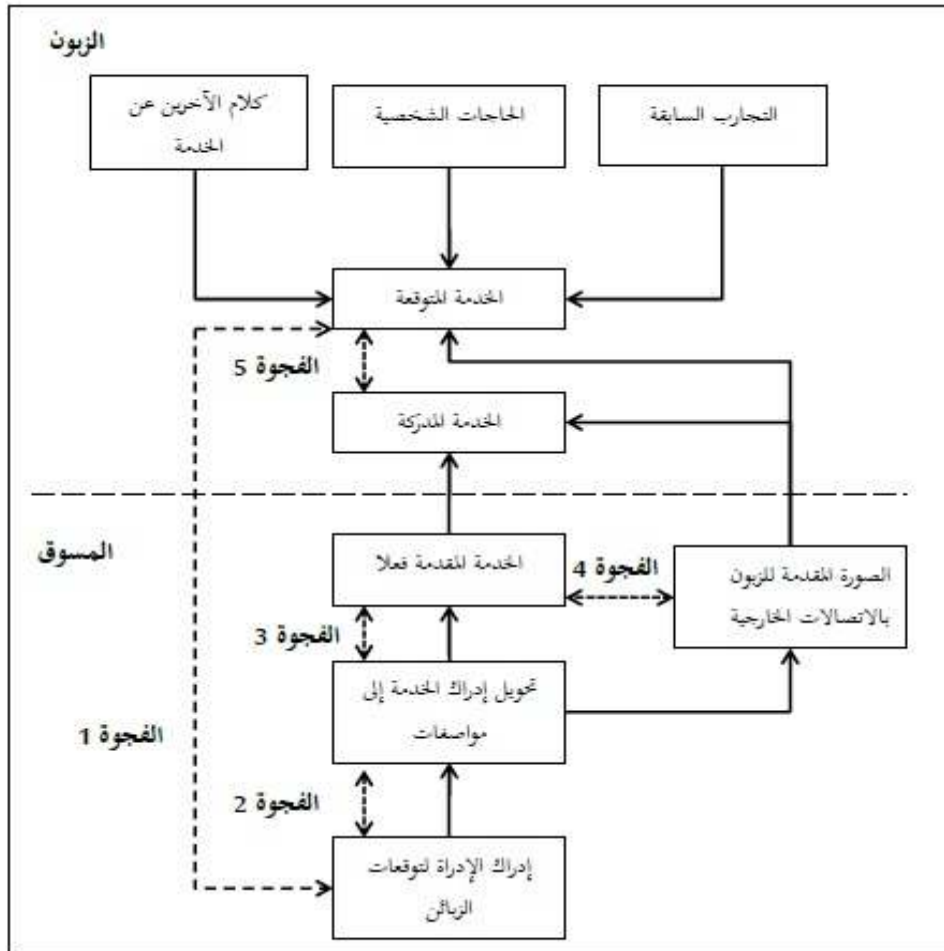 الزبون
التجارب السابقة
الحاجات الشخصية
كلام الآخرين عن
الخدمة
الخدمة المتوقعة
الفجوة 5
الخدمة المدركة
المسوق
الخدمة المقدمة فعلا
الفجوة 4
الصورة المقدمة للزبون
بالاتصالات الخارجية
الفجوة 3
تحويل إدراك الخدمة إلى
مواصفات
الفجوة 1
الفجوة 2
إدراك الإدراة لتوقعات
الزبائن